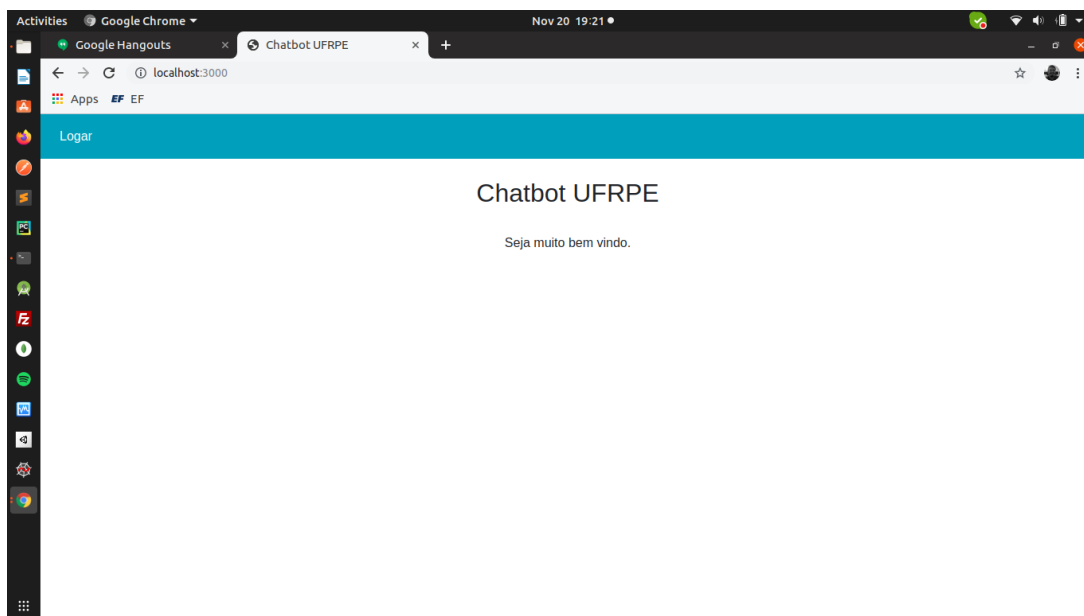 Activities Google Chrome Nov 20 19:21
Google Hangouts Chatbot UFRPE
localhost:3000
Apps EF EF
Logar
Chatbot UFRPE
Seja muito bem vindo.